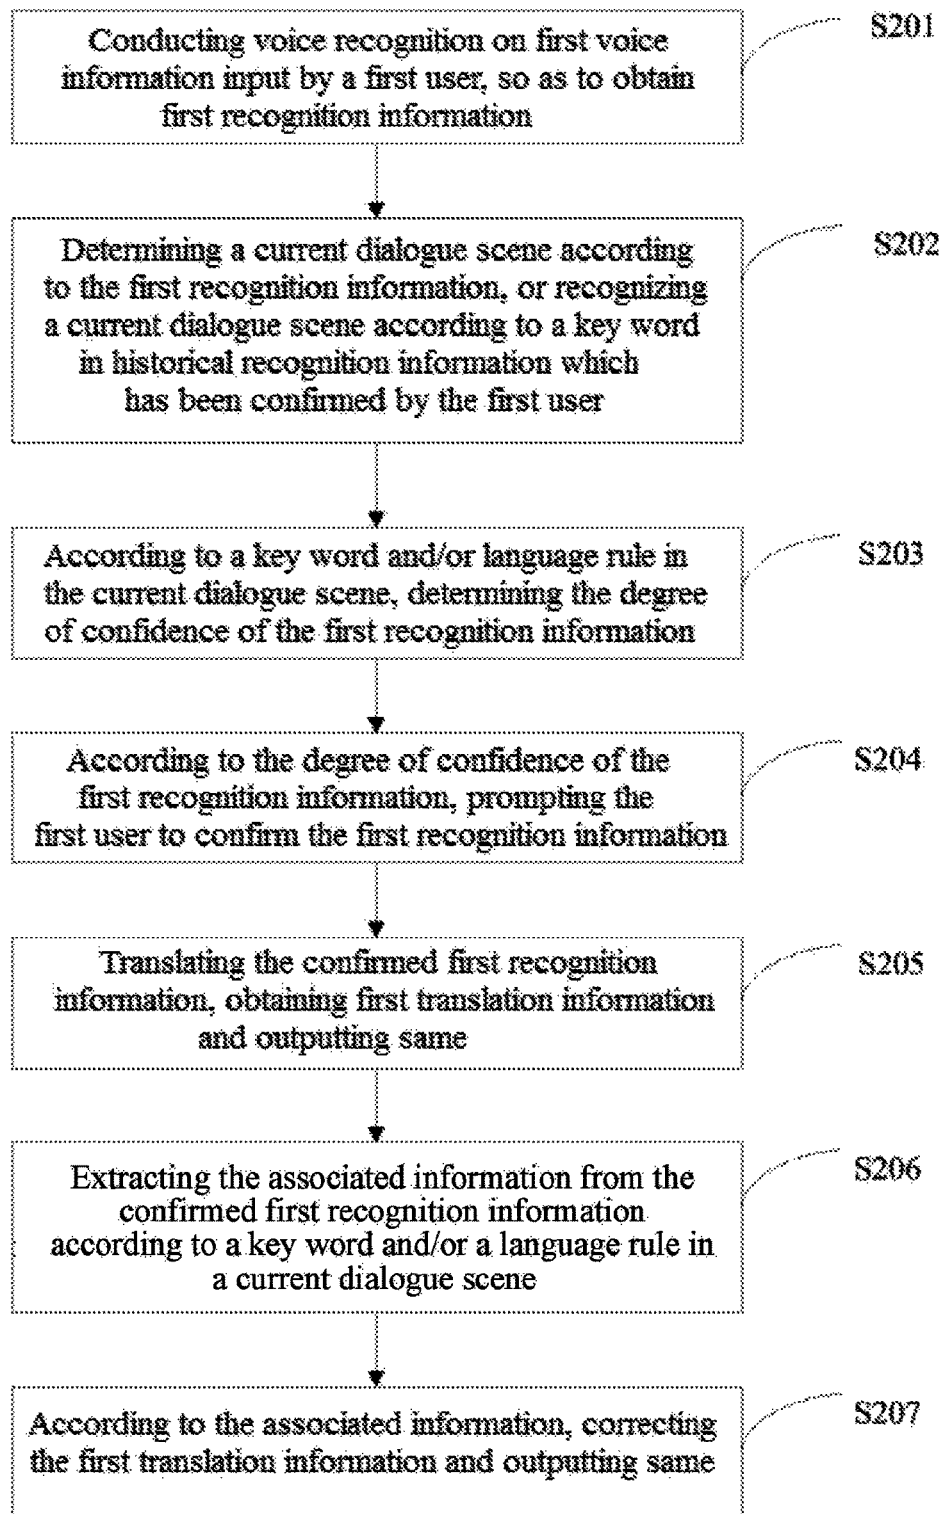 Conducting voice recognition on first voice
information input by a first user, so as to obtain
first recognition information
S201
Determining a current dialogue scene according
to the first recognition information, or recognizing
a current dialogue scene according to a key word
in historical recognition information which
has been confirmed by the first user
S202
According to a key word and/or language rule in
the current dialogue scene, determining the degree
of confidence of the first recognition information
S203
According to the degree of confidence of the
first recognition information, prompting the
first user to confirm the first recognition information
S204
Translating the confirmed first recognition
information, obtaining first translation information
and outputting same
S205
Extracting the associated information from the
confirmed first recognition information
according to a key word and/or a language rule in
a current dialogue scene
S206
According to the associated information, correcting
the first translation information and outputting same
S207